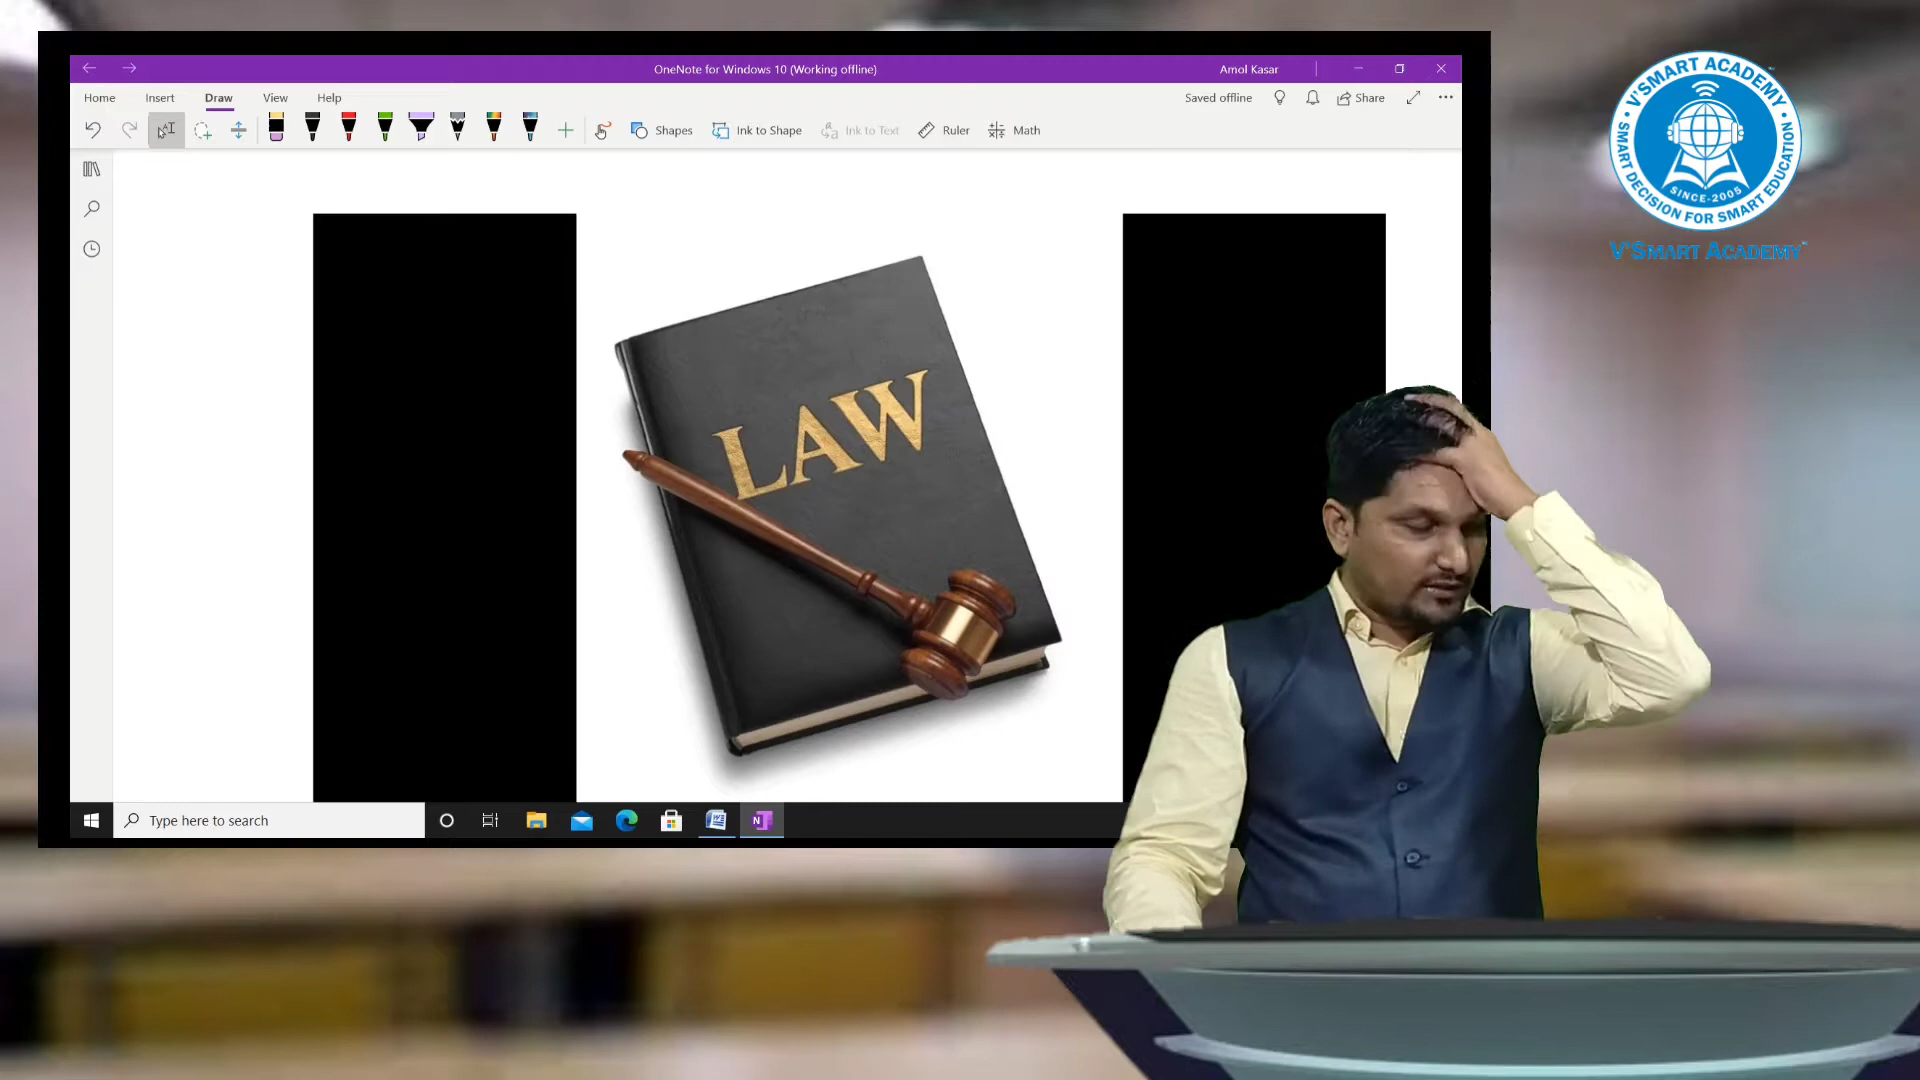 OneNote for Windows 10 (Working offline)
Amol Kasar
Home Insert Draw View Help
Saved offline
Share
Shapes
Ink to Shape
Ink to Text
Ruler
Math
LAW
Type here to search
V'SMART ACADEMY
SMART DECISION FOR SMART EDUCATION
SINCE-2005
V'SMART ACADEMY™